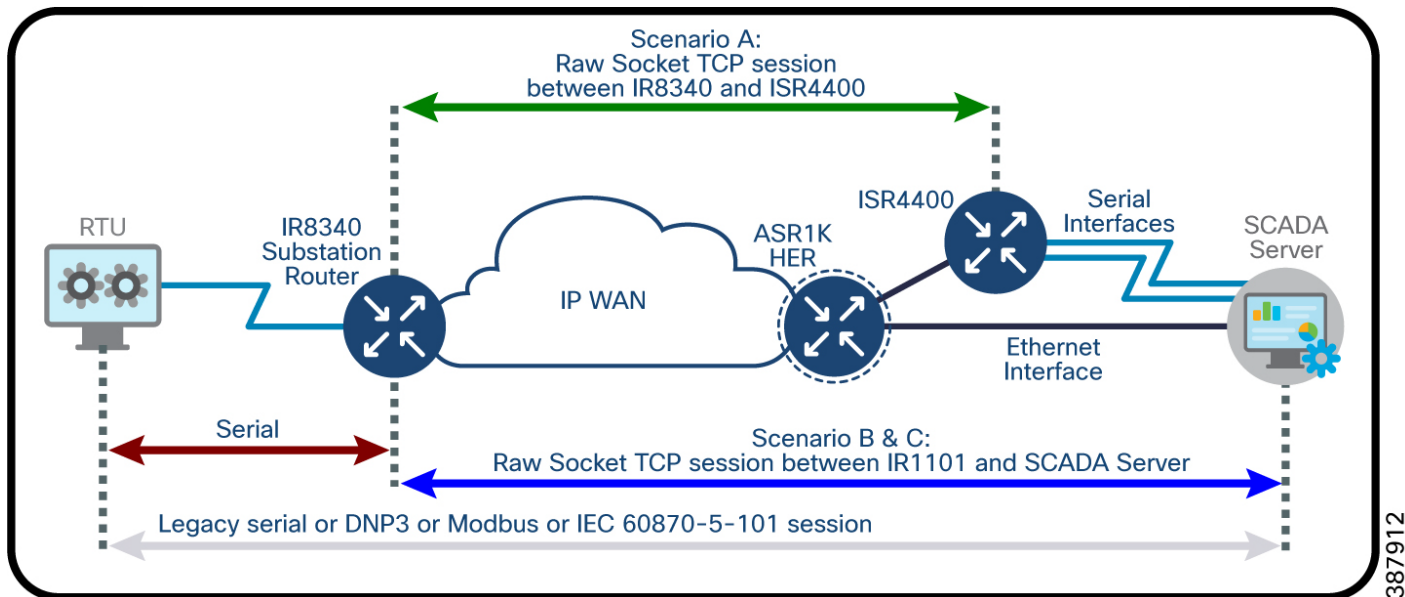 Scenario A:
Raw Socket TCP session
between IR8340 and ISR4400
RTU
IR8340
Substation
Router
IP WAN
ASR1K
HER
ISR4400
Serial
Interfaces
SCADA
Server
Ethernet
Interface
Serial
Scenario B & C:
Raw Socket TCP session between IR1101 and SCADA Server
Legacy serial or DNP3 or Modbus or IEC 60870-5-101 session
387912